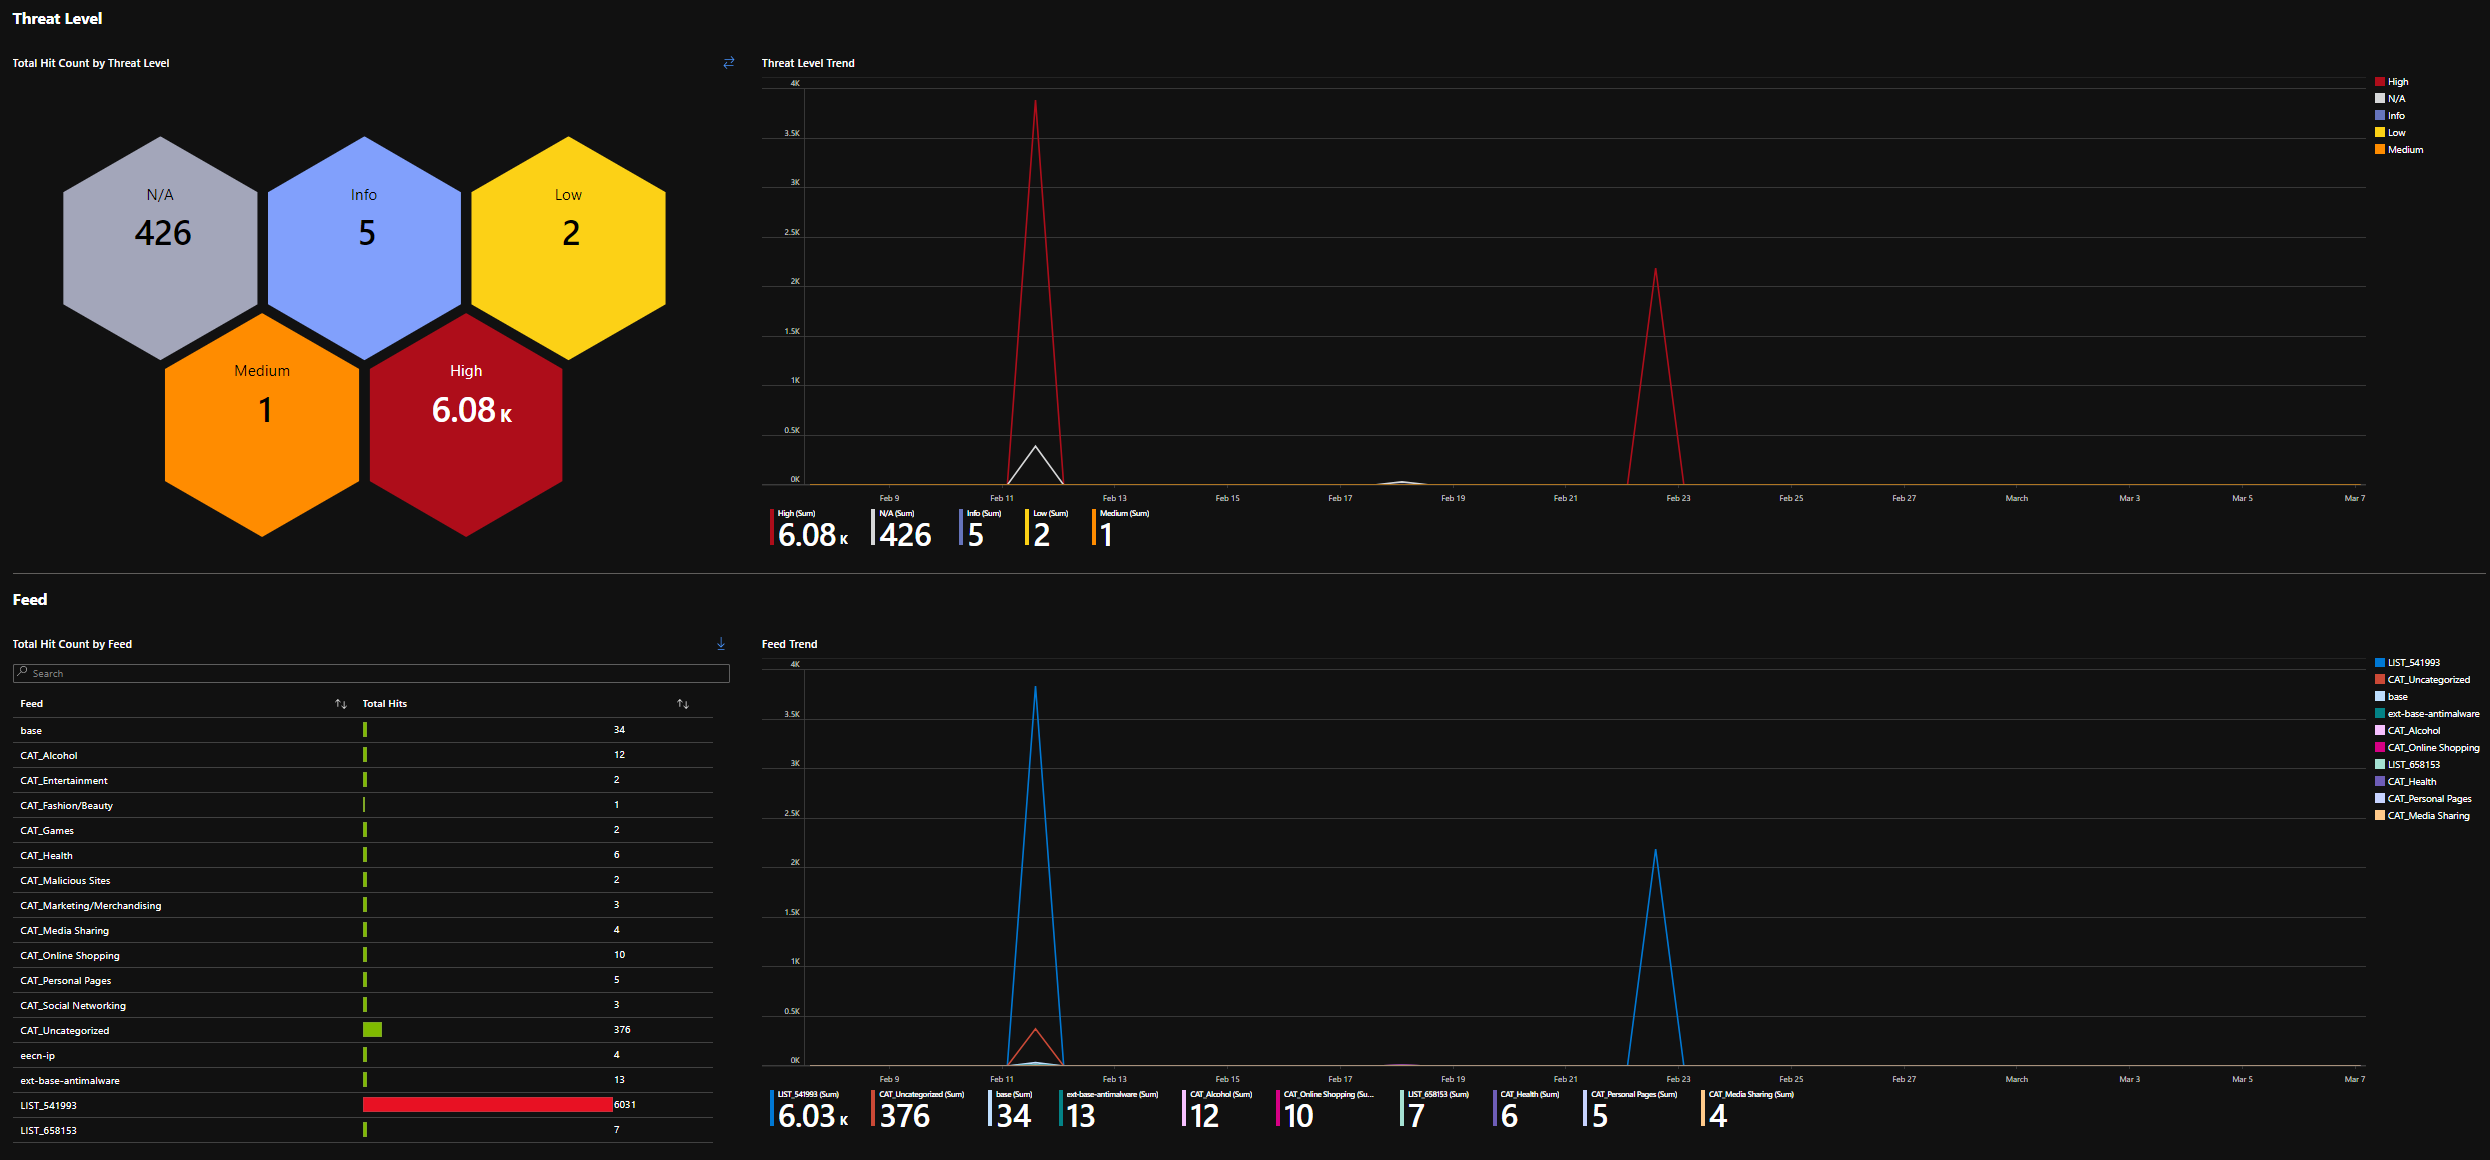 Threat Level
Total Hit Count by Threat Level
N/A
426
Info
5
Low
2
Medium
1
High
6.08 K
Threat Level Trend
4K
3.5K
3K
2.5K
2K
1.5K
1K
0.5K
0K
Feb 9
Feb 11
Feb 13
Feb 15
Feb 17
Feb 19
Feb 21
Feb 23
Feb 25
Feb 27
March
Mar 3
Mar 5
Mar 7
High
N/A
Info
Low
Medium
High (Sum)
6.08 K
N/A (Sum)
426
Info (Sum)
5
Low (Sum)
2
Medium (Sum)
1
Feed
Total Hit Count by Feed
Search
Feed Total Hits
base 34
CAT_Alcohol 12
CAT_Entertainment 2
CAT_Fashion/Beauty 1
CAT_Games 2
CAT_Health 6
CAT_Malicious Sites 2
CAT_Marketing/Merchandising 3
CAT_Media Sharing 4
CAT_Online Shopping 10
CAT_Personal Pages 5
CAT_Social Networking 3
CAT_Uncategorized 376
eecn-ip 4
ext-base-antimalware 13
LIST_541993 6031
LIST_658153 7
Feed Trend
4K
3.5K
3K
2.5K
2K
1.5K
1K
0.5K
0K
Feb 9
Feb 11
Feb 13
Feb 15
Feb 17
Feb 19
Feb 21
Feb 23
Feb 25
Feb 27
March
Mar 3
Mar 5
Mar 7
LIST_541993
CAT_Uncategorized
base
ext-base-antimalware
CAT_Alcohol
CAT_Online Shopping
LIST_658153
CAT_Health
CAT_Personal Pages
CAT_Media Sharing
LIST_541993 (Sum)
6.03 K
CAT_Uncategorized (Sum)
376
base (Sum)
34
ext-base-antimalware (Sum)
13
CAT_Alcohol (Sum)
12
CAT_Online Shopping (Su...
10
LIST_658153 (Sum)
7
CAT_Health (Sum)
6
CAT_Personal Pages (Sum)
5
CAT_Media Sharing (Sum)
4